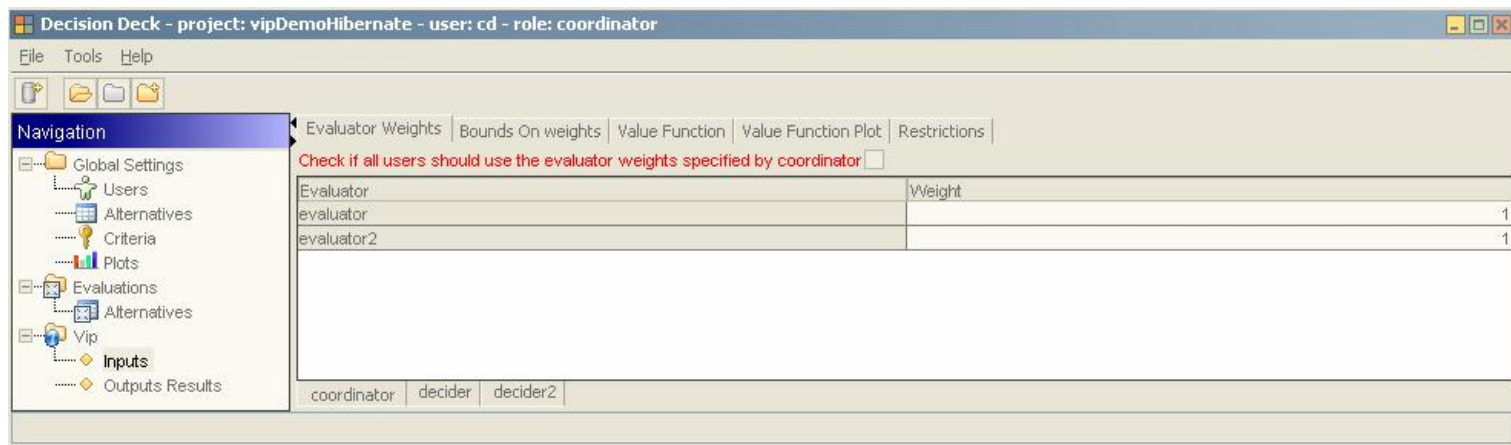 Decision Deck - project: vipDemoHibernate - user: cd - role: coordinator
File Tools Help
Navigation
Global Settings
Users
Alternatives
Criteria
Plots
Evaluations
Alternatives
Vip
Inputs
Outputs Results
Evaluator Weights Bounds On weights Value Function Value Function Plot Restrictions
Check if all users should use the evaluator weights specified by coordinator
Evaluator Weight
evaluator 1
evaluator2 1
coordinator decider decider2